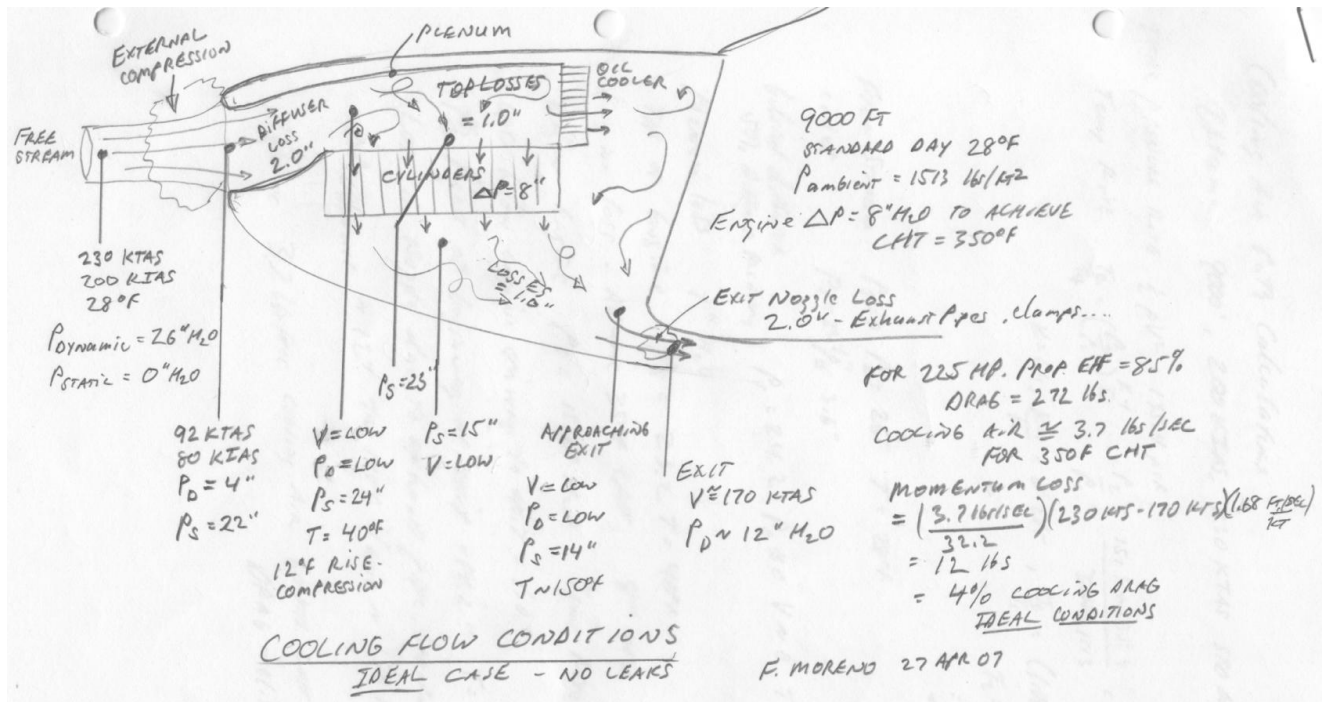 EXTERNAL
COMPRESSION
PLENUM
TOP LOSSES
= 1.0"
OIL
COOLER
FREE
STREAM
DIFFUSER
LOSS
2.0"
CYLINDERS
ΔP=8"
LOSSES
1.0"
EXIT NOZZLE LOSS
2.0" - EXHAUST PIPES, clamps....
230 KTAS
200 KIAS
28°F
PDYNAMIC = 26"H2O
PSTATIC = 0"H2O
92 KTAS
80 KIAS
PD = 4"
PS = 22"
V=LOW
PD=LOW
PS=24"
T=40°F
12°F RISE-
COMPRESSION
PS=23"
PS=15"
V=LOW
APPROACHING
EXIT
V=LOW
PD=LOW
PS=14"
T~150°F
EXIT
V≅170 KTAS
PD~12"H2O
9000 FT
STANDARD DAY 28°F
Pambient = 1513 lbs/FT2
ENGINE ΔP=8"H2O TO ACHIEVE
CHT=350°F
FOR 225 HP. PROP. EFF=85%
DRAG=272 lbs.
COOLING AIR ≅ 3.7 lbs/SEC
FOR 350F CHT
MOMENTUM LOSS
= (3.7 lbm/SEC / 32.2)(230 KTS-170 KTS)(1.68 FT/SEC / KT)
= 12 lbs
= 4% COOLING DRAG
IDEAL CONDITIONS
COOLING FLOW CONDITIONS
IDEAL CASE - NO LEAKS
F. MORENO 27 APR 07